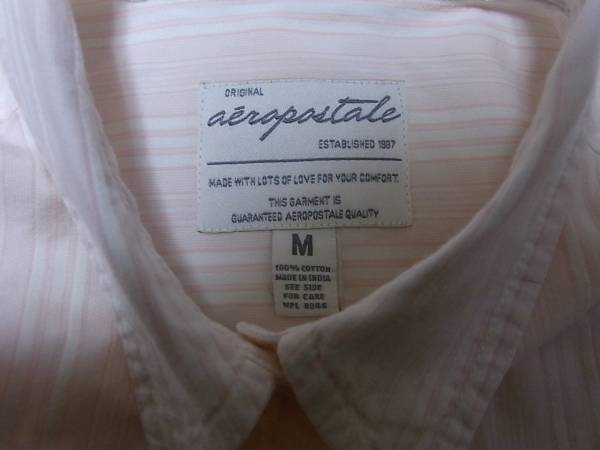 ORIGINAL
aéropostale
ESTABLISHED 1987
MADE WITH LOTS OF LOVE FOR YOUR COMFORT.
THIS GARMENT IS
GUARANTEED AEROPOSTALE QUALITY
M
100% COTTON
MADE IN INDIA
SEE SIDE
FOR CARE